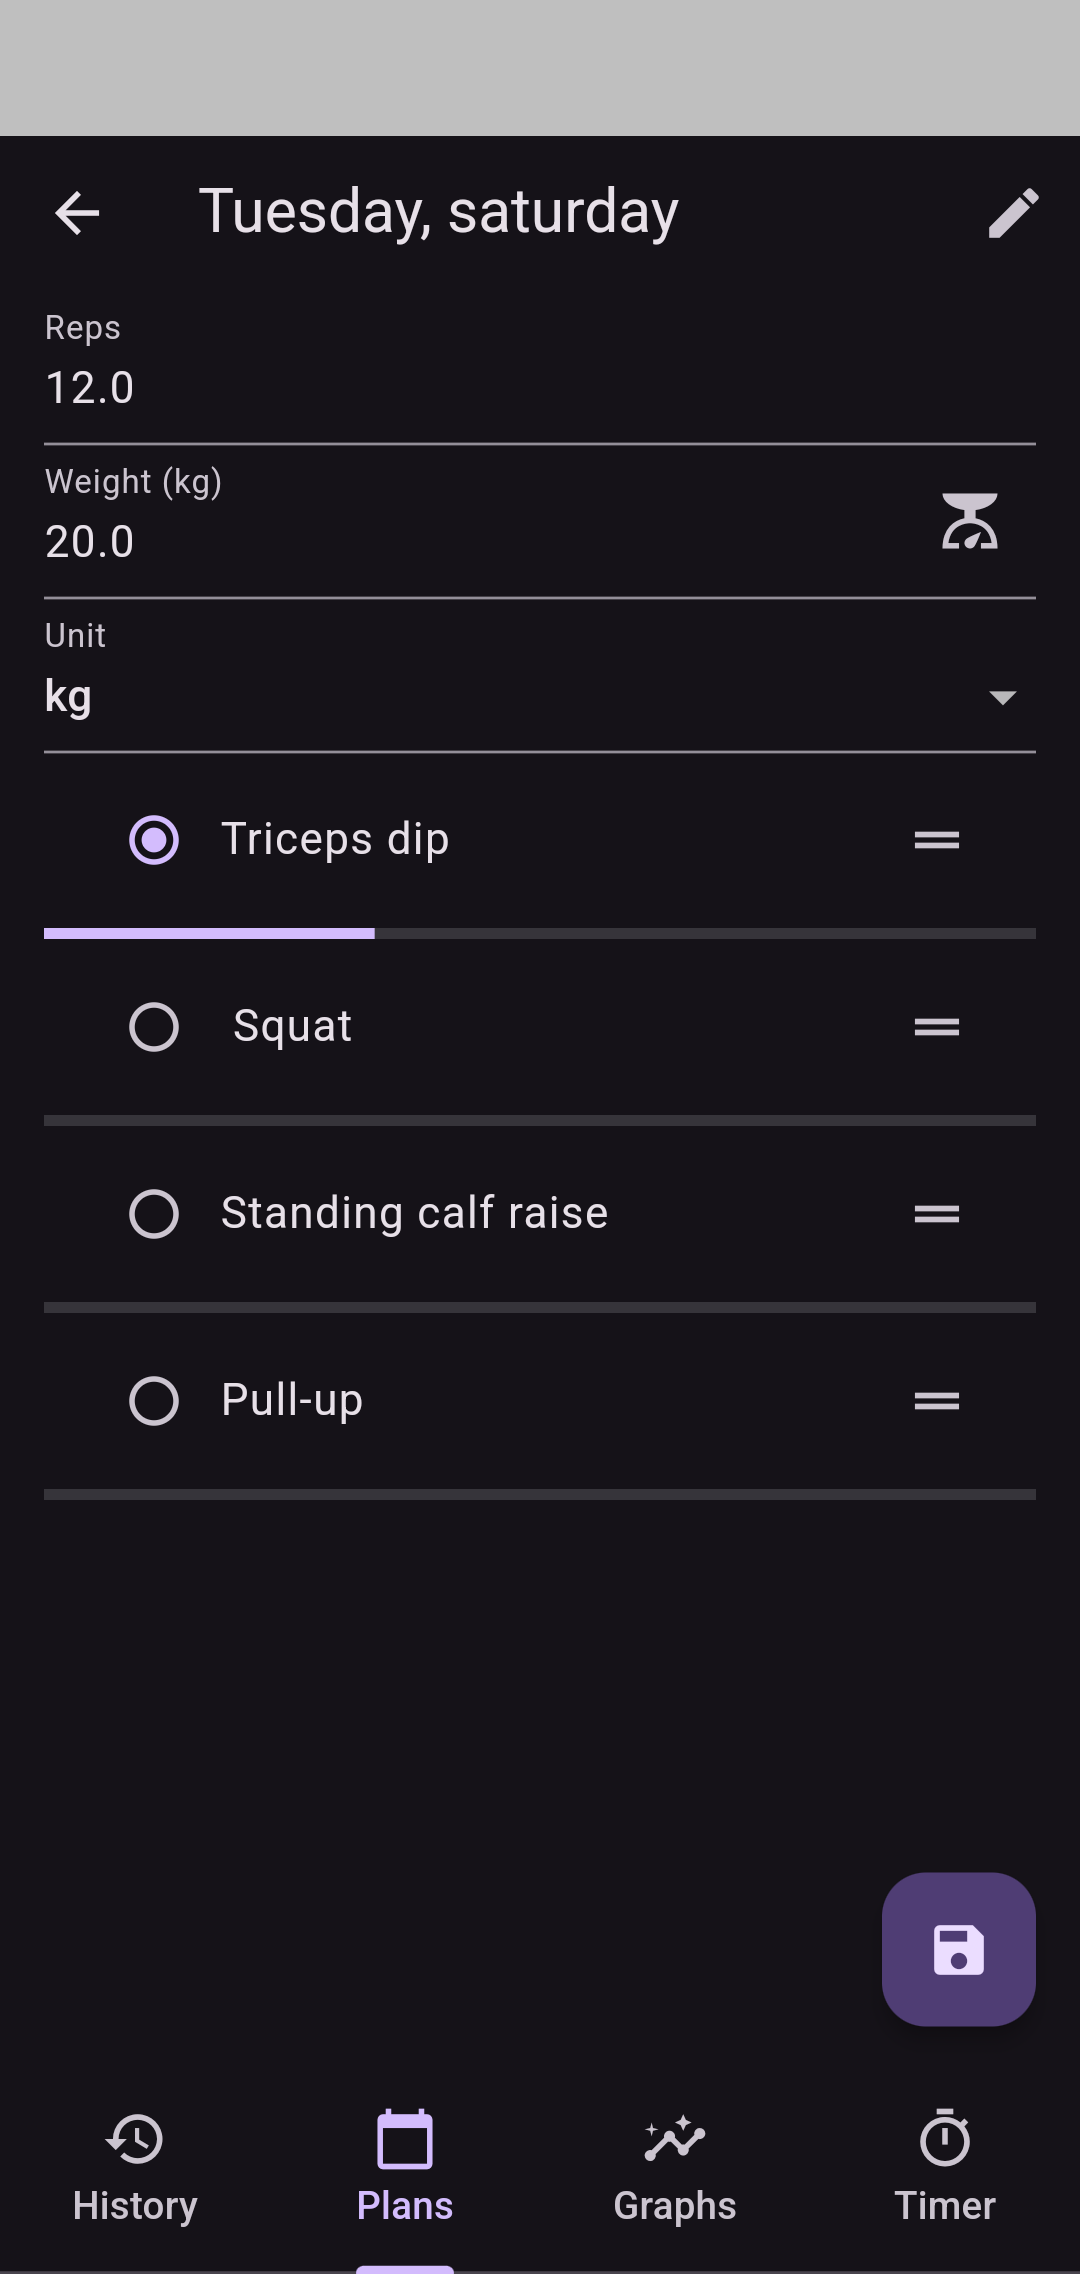 Tuesday, saturday
Reps
12.0
Weight (kg)
20.0
Unit
kg
Triceps dip
Squat
Standing calf raise
Pull-up
History
Plans
Graphs
Timer